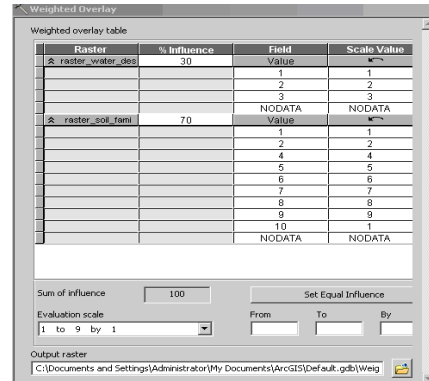 Weighted Overlay
Weighted overlay table
Raster % Influence Field Scale Value
raster_water_des 30 Value
1 1
2 2
3 3
NODATA NODATA
raster_soil_fami 70 Value
1 1
2 2
4 4
5 5
6 6
7 7
8 8
9 9
10 1
NODATA NODATA
Sum of influence 100 Set Equal Influence
Evaluation scale From To By
1 to 9 by 1
Output raster
C:\Documents and Settings\Administrator\My Documents\ArcGIS\Default.gdb\Weig